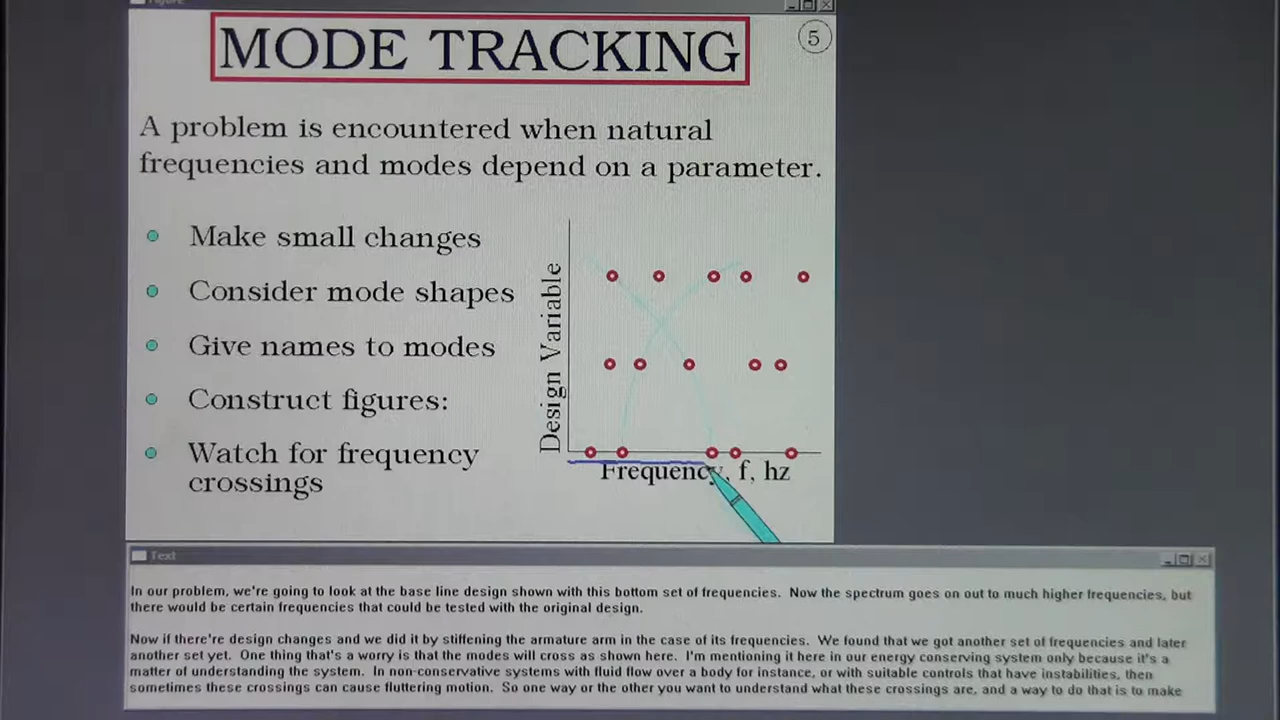 MODE TRACKING
5
A problem is encountered when natural
frequencies and modes depend on a parameter.
Make small changes
Consider mode shapes
Give names to modes
Construct figures:
Watch for frequency
crossings
Design Variable
Frequency, f, hz
Text
In our problem, we're going to look at the base line design shown with this bottom set of frequencies. Now the spectrum goes on out to much higher frequencies, but
there would be certain frequencies that could be tested with the original design.
Now if there're design changes and we did it by stiffening the armature arm in the case of its frequencies. We found that we got another set of frequencies and later
another set yet. One thing that's a worry is that the modes will cross as shown here. I'm mentioning it here in our energy conserving system only because it's a
matter of understanding the system. In non-conservative systems with fluid flow over a body for instance, or with suitable controls that have instabilities, then
sometimes these crossings can cause fluttering motion. So one way or the other you want to understand what these crossings are, and a way to do that is to make